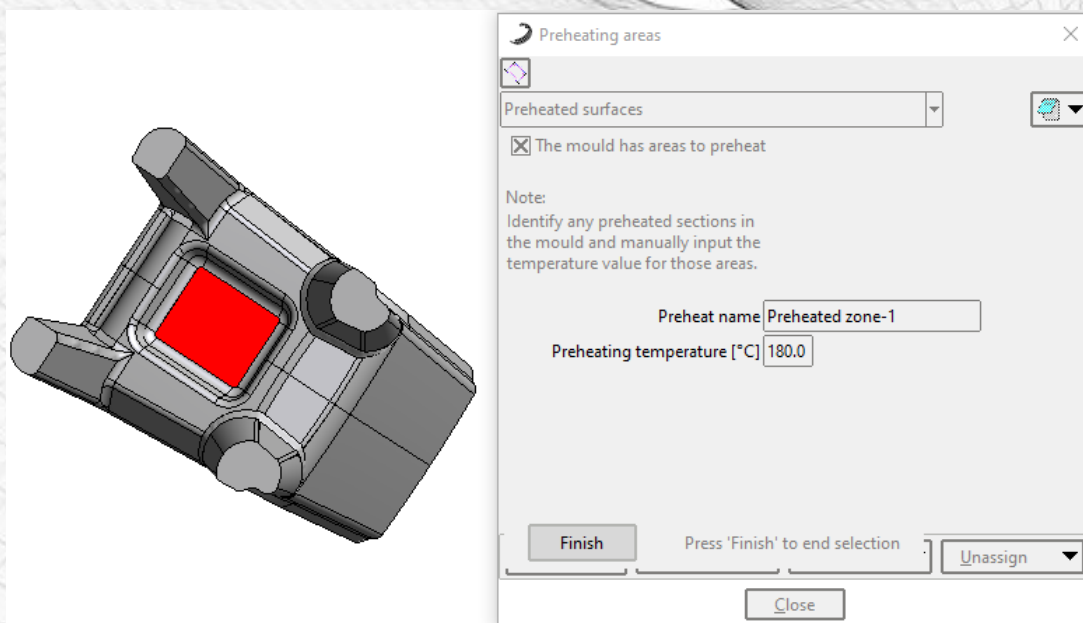 Preheating areas
Preheated surfaces
The mould has areas to preheat
Note:
Identify any preheated sections in
the mould and manually input the
temperature value for those areas.
Preheat name Preheated zone-1
Preheating temperature [°C] 180.0
Finish Press 'Finish' to end selection
Unassign
Close